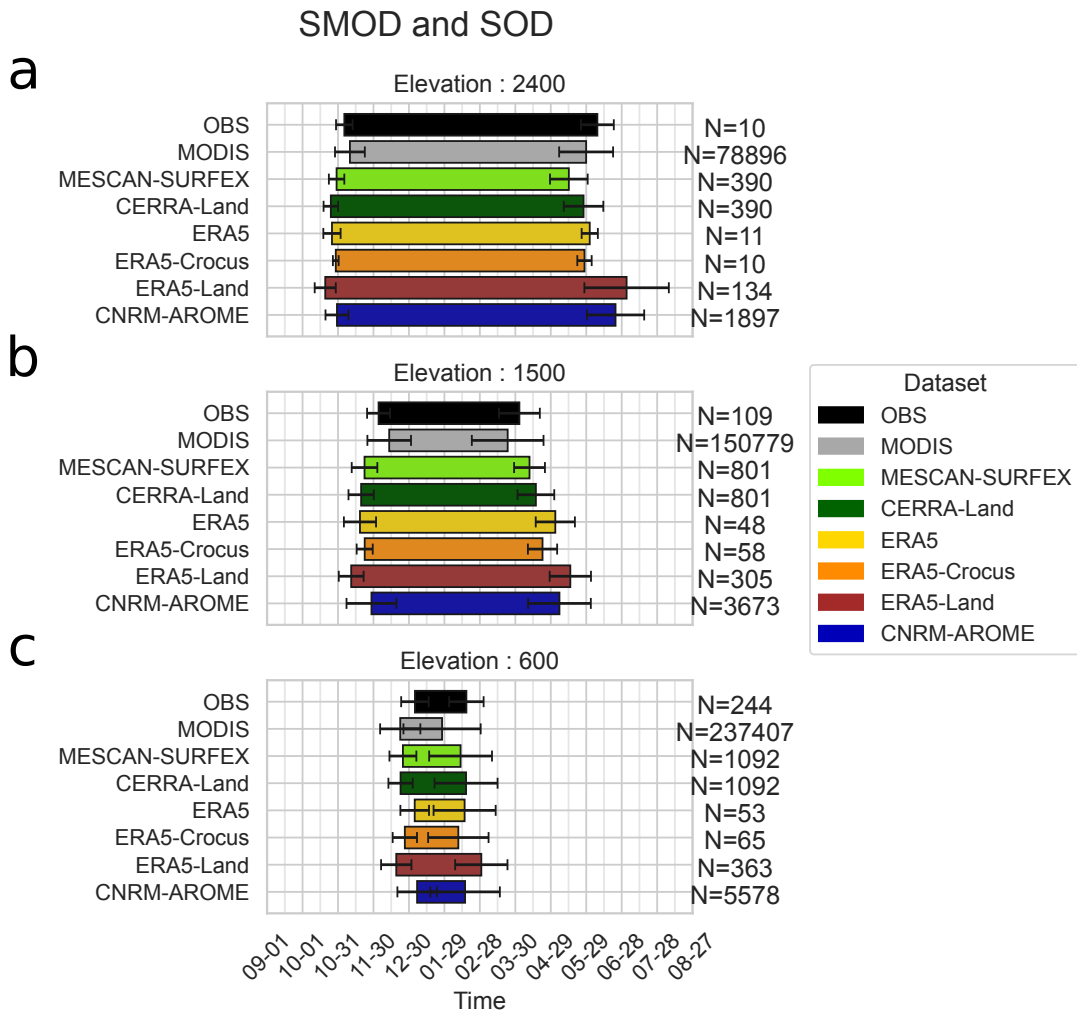 SMOD and SOD
a
Elevation : 2400
OBS N=10
MODIS N=78896
MESCAN-SURFEX N=390
CERRA-Land N=390
ERA5 N=11
ERA5-Crocus N=10
ERA5-Land N=134
CNRM-AROME N=1897
b
Elevation : 1500
OBS N=109
MODIS N=150779
MESCAN-SURFEX N=801
CERRA-Land N=801
ERA5 N=48
ERA5-Crocus N=58
ERA5-Land N=305
CNRM-AROME N=3673
Dataset
OBS
MODIS
MESCAN-SURFEX
CERRA-Land
ERA5
ERA5-Crocus
ERA5-Land
CNRM-AROME
c
Elevation : 600
OBS N=244
MODIS N=237407
MESCAN-SURFEX N=1092
CERRA-Land N=1092
ERA5 N=53
ERA5-Crocus N=65
ERA5-Land N=363
CNRM-AROME N=5578
09-01 10-01 10-31 11-30 12-30 01-29 02-28 03-30 04-29 05-29 06-28 07-28 08-27
Time